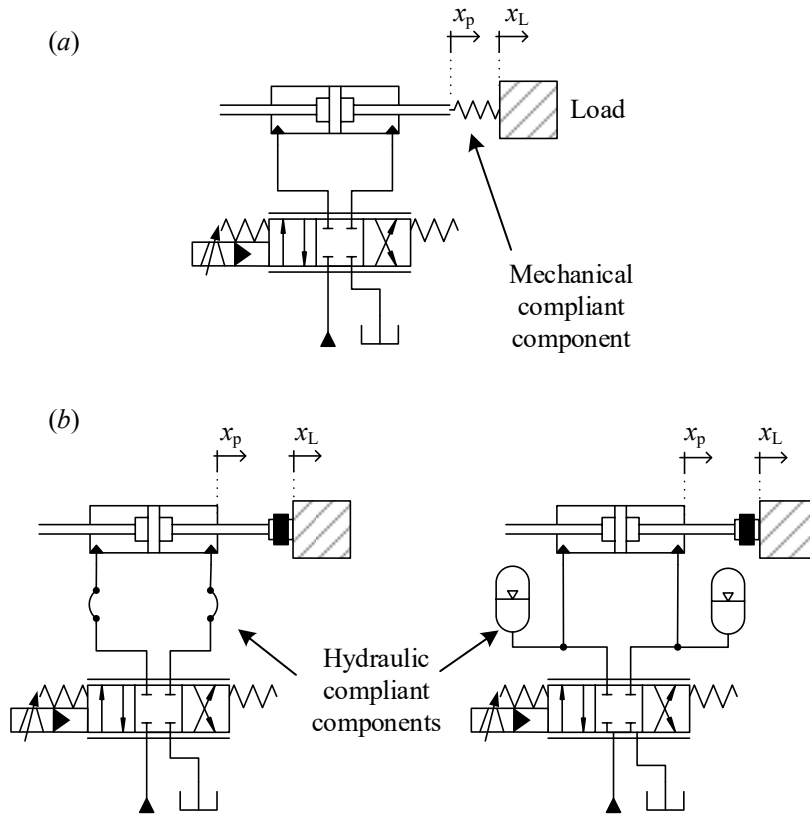 (a)
xp
xL
Load
Mechanical
compliant
component
(b)
xp
xL
xp
xL
Hydraulic
compliant
components